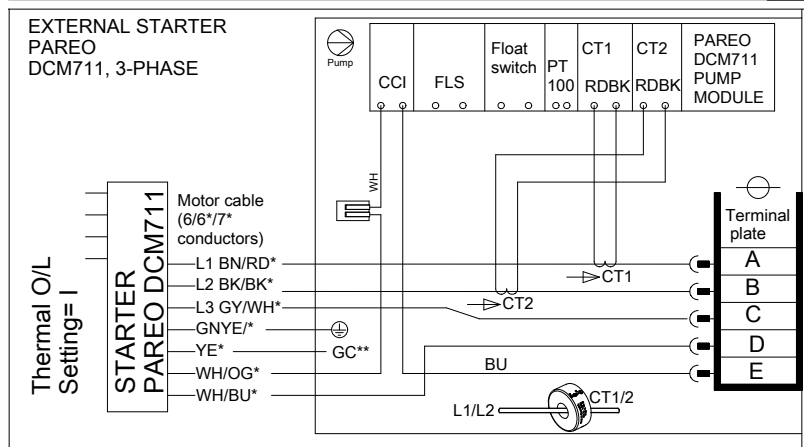 EXTERNAL STARTER
PAREO
DCM711, 3-PHASE
Pump
CCI
FLS
Float
switch
PT
100
CT1
RDBK
CT2
RDBK
PAREO
DCM711
PUMP
MODULE
WH
Thermal O/L
Setting= I
STARTER
PAREO DCM711
Motor cable
(6/6*/7*
conductors)
L1 BN/RD*
L2 BK/BK*
L3 GY/WH*
GNYE/*
YE*
GC**
WH/OG*
WH/BU*
CT1
CT2
BU
L1/L2
CT1/2
Terminal
plate
A
B
C
D
E